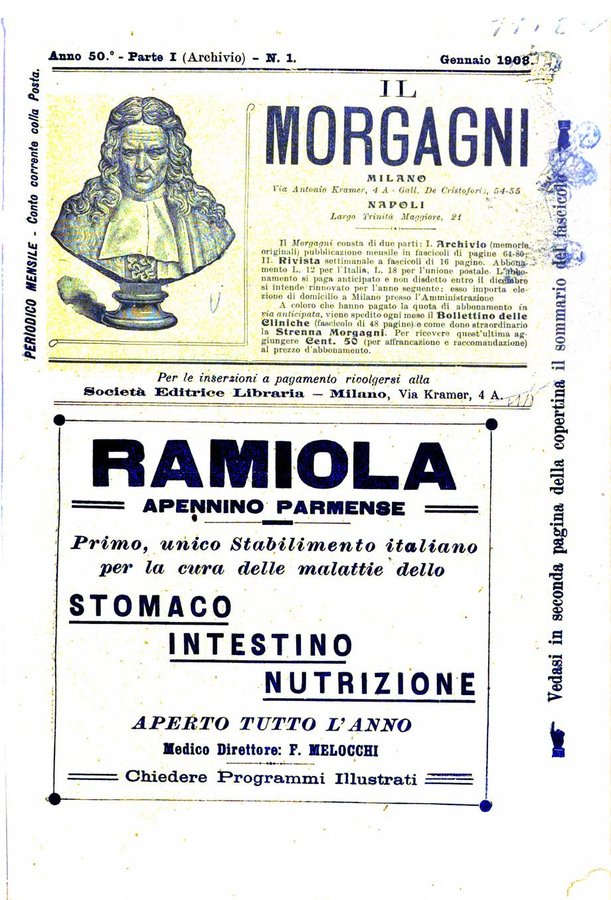 Anno 50.° - Parte I (Archivio) - N. 1.
Gennaio 1908.
PERIODICO MENSILE - Conto corrente colla Posta.
IL
MORGAGNI
MILANO
Via Antonio Kramer, 4 A - Gall. De Cristoforis, 54-55
NAPOLI
Largo Trinità Maggiore, 21
Il Morgagni consta di due parti: I. Archivio (memorie
originali) pubblicazione mensile in fascicoli di pagine 64-80;
II. Rivista settimanale a fascicoli di 16 pagine. Abbona-
mento L. 12 per l'Italia, L. 18 per l'unione postale. L'abbo-
namento si paga anticipato e non disdetto entro il dicembre
si intende rinnovato per l'anno seguente: esso importa ele-
zione di domicilio a Milano presso l'Amministrazione
A coloro che hanno pagato la quota di abbonamento in
via anticipata, viene spedito ogni mese il Bollettino delle
Cliniche (fascicolo di 48 pagine) e come dono straordinario
la Strenna Morgagni. Per ricevere quest'ultima ag-
giungere Cent. 50 (per affrancazione e raccomandazione)
al prezzo d'abbonamento.
Per le inserzioni a pagamento rivolgersi alla
Società Editrice Libraria — Milano, Via Kramer, 4 A.
Vedasi in seconda pagina della copertina il sommario del fascicolo
RAMIOLA
APENNINO PARMENSE
Primo, unico Stabilimento italiano
per la cura delle malattie dello
STOMACO
INTESTINO
NUTRIZIONE
APERTO TUTTO L'ANNO
Medico Direttore: F. MELOCCHI
Chiedere Programmi Illustrati